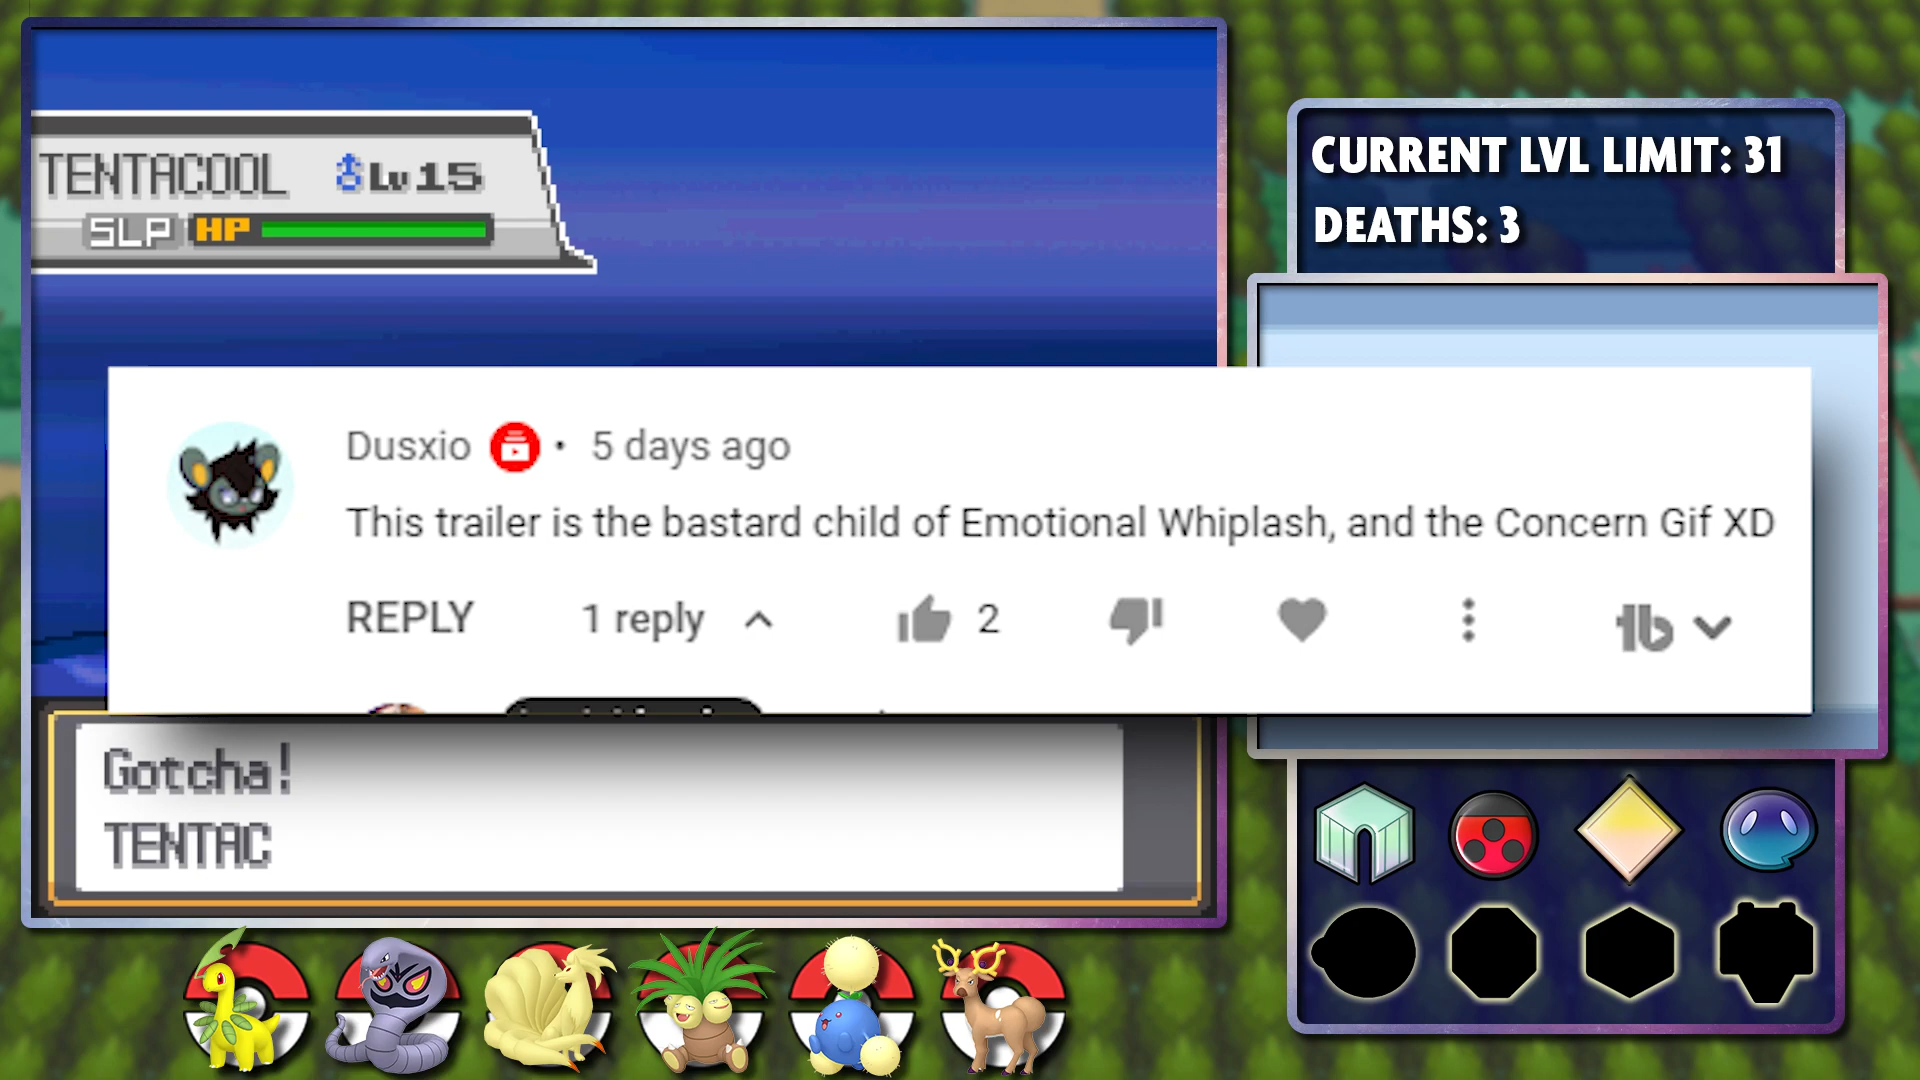 TENTACOOL ♂Lv15
SLP HP
CURRENT LVL LIMIT: 31
DEATHS: 3
Dusxio • 5 days ago
This trailer is the bastard child of Emotional Whiplash, and the Concern Gif XD
REPLY 1 reply 2
Gotcha!
TENTAC